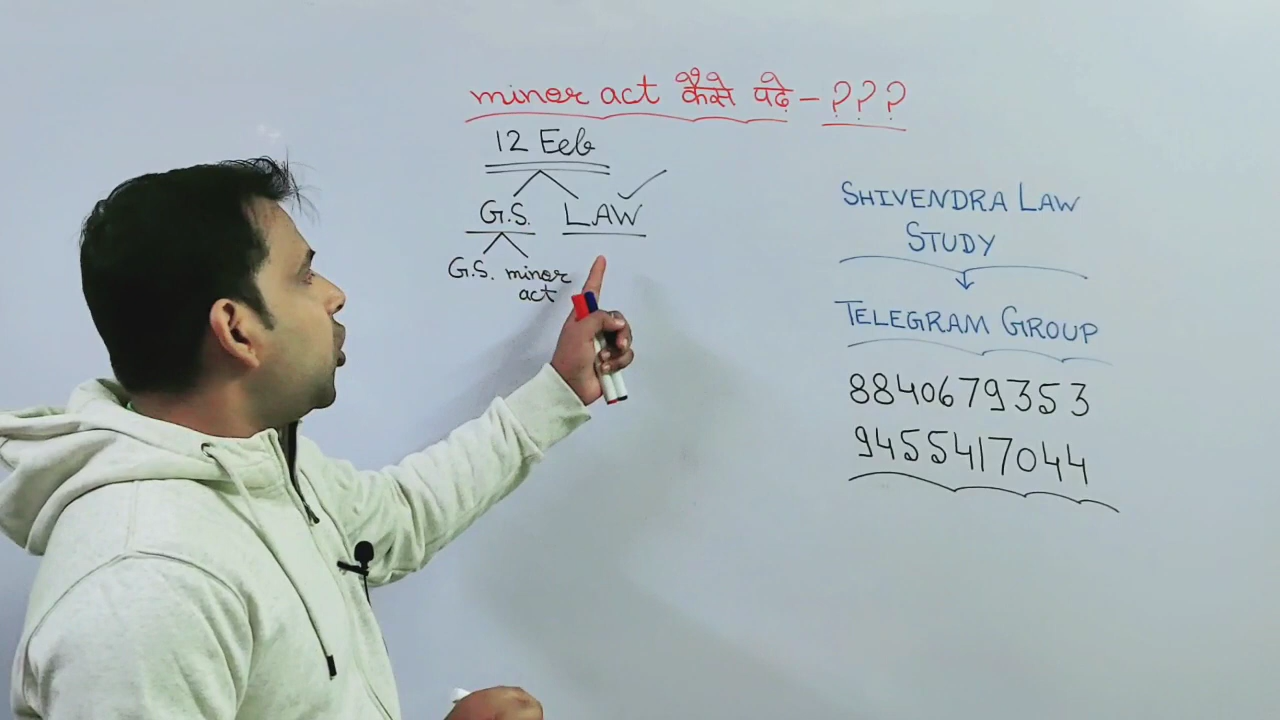 minor act कैसे पढे - ???
12 Feb
G.S. LAW
G.S. minor
act
SHIVENDRA LAW
STUDY
TELEGRAM GROUP
8840679353
9455417044